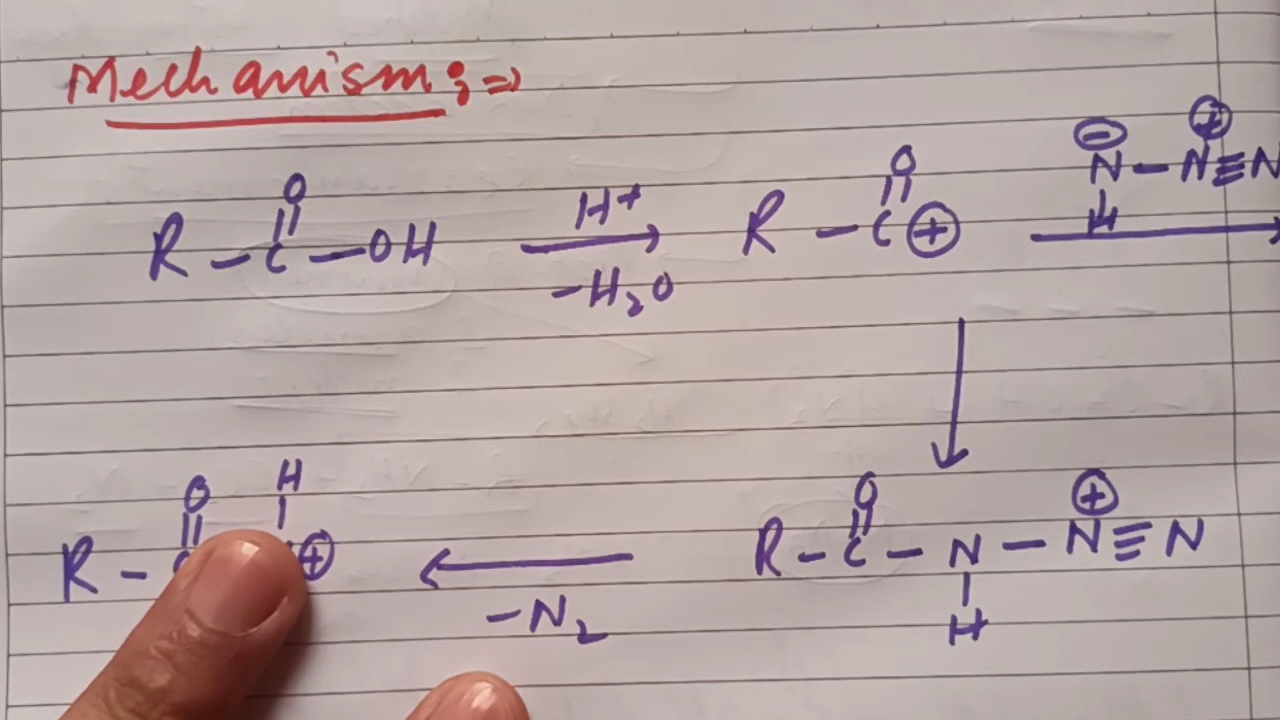 Mechanism:⇒
R-C(=O)-OH —H⁺/-H₂O→ R-C⊕(=O) —N⊖(H)-N⊕≡N→
↓
R- O H ⊕ ←-N₂— R-C(=O)-N(H)-N⊕≡N